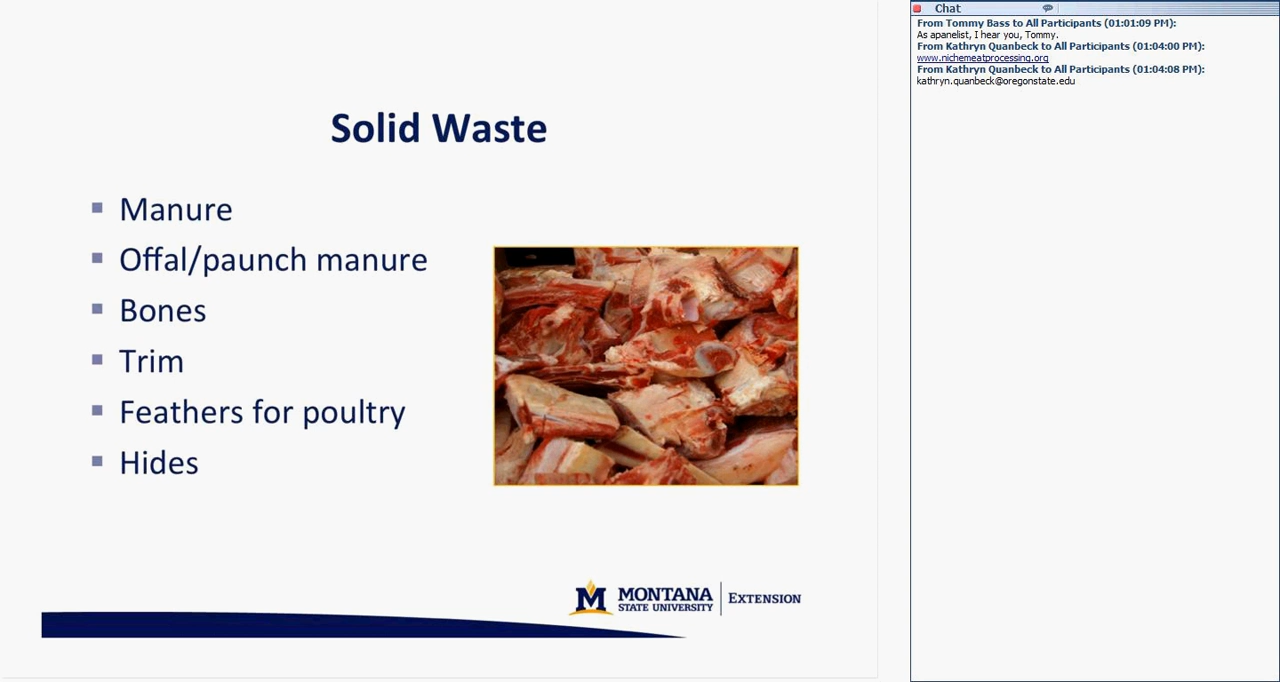 Solid Waste
Manure
Offal/paunch manure
Bones
Trim
Feathers for poultry
Hides
M MONTANA
STATE UNIVERSITY
EXTENSION
Chat
From Tommy Bass to All Participants (01:01:09 PM):
As apanelist, I hear you, Tommy.
From Kathryn Quanbeck to All Participants (01:04:00 PM):
www.nichemeatprocessing.org
From Kathryn Quanbeck to All Participants (01:04:08 PM):
kathryn.quanbeck@oregonstate.edu